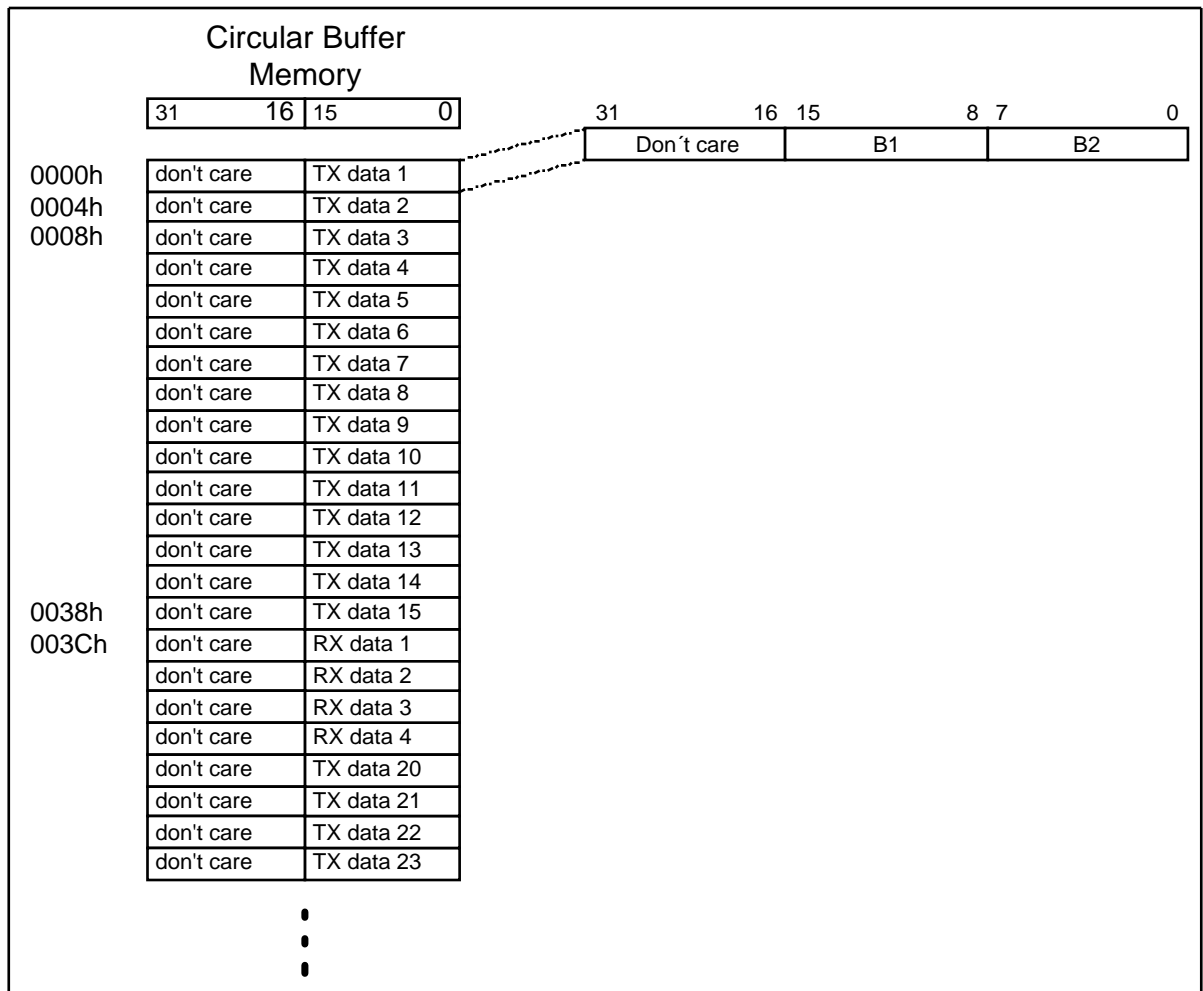 Circular Buffer
Memory
31 16 15 0
31 16 15 8 7 0
Don´t care B1 B2
0000h don't care TX data 1
0004h don't care TX data 2
0008h don't care TX data 3
don't care TX data 4
don't care TX data 5
don't care TX data 6
don't care TX data 7
don't care TX data 8
don't care TX data 9
don't care TX data 10
don't care TX data 11
don't care TX data 12
don't care TX data 13
don't care TX data 14
0038h don't care TX data 15
003Ch don't care RX data 1
don't care RX data 2
don't care RX data 3
don't care RX data 4
don't care TX data 20
don't care TX data 21
don't care TX data 22
don't care TX data 23